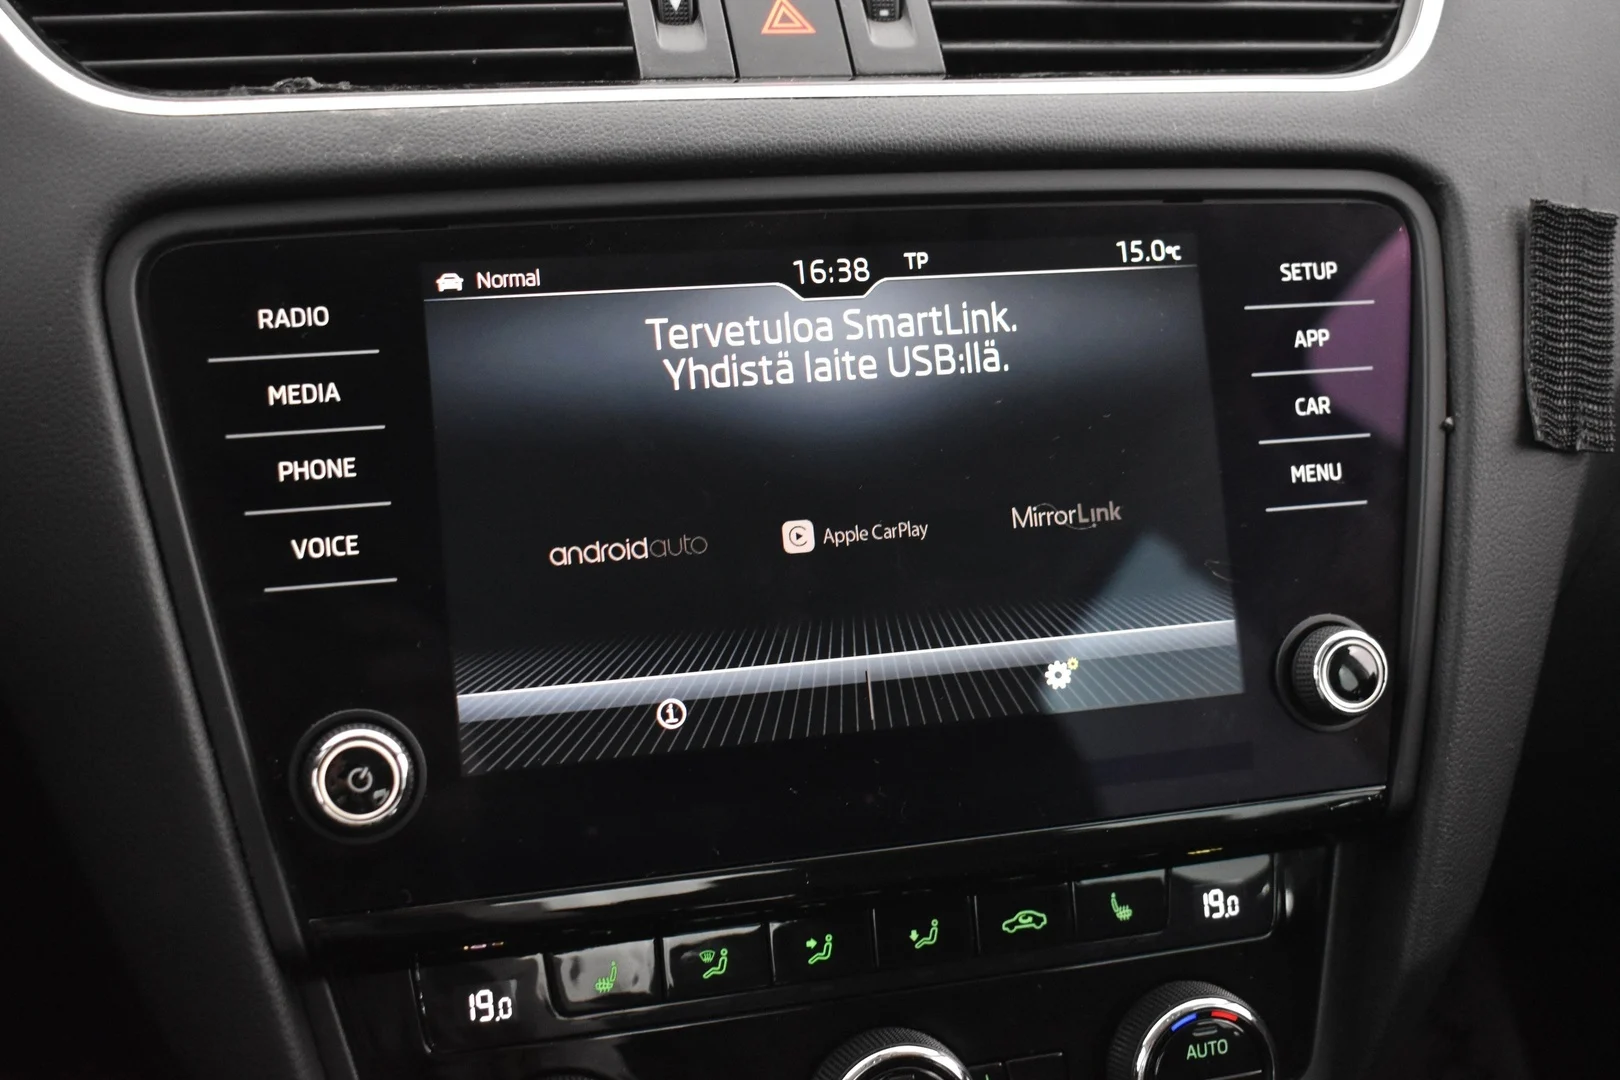 Normal
16:38
TP
15.0°C
Tervetuloa SmartLink.
Yhdistä laite USB:llä.
RADIO
MEDIA
PHONE
VOICE
SETUP
APP
CAR
MENU
androidauto
Apple CarPlay
MirrorLink
19.0
19.0
AUTO